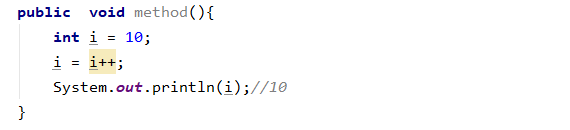 public  void method(){
    int i = 10;
    i = i++;
    System.out.println(i);//10
}